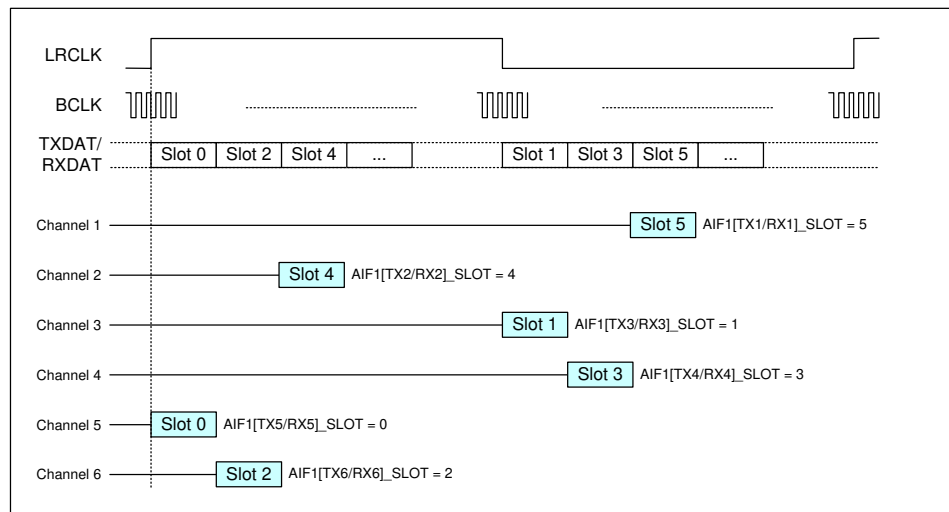 LRCLK
BCLK
TXDAT/
RXDAT
Slot 0 Slot 2 Slot 4 ... Slot 1 Slot 3 Slot 5 ...
Channel 1 Slot 5 AIF1[TX1/RX1]_SLOT = 5
Channel 2 Slot 4 AIF1[TX2/RX2]_SLOT = 4
Channel 3 Slot 1 AIF1[TX3/RX3]_SLOT = 1
Channel 4 Slot 3 AIF1[TX4/RX4]_SLOT = 3
Channel 5 Slot 0 AIF1[TX5/RX5]_SLOT = 0
Channel 6 Slot 2 AIF1[TX6/RX6]_SLOT = 2